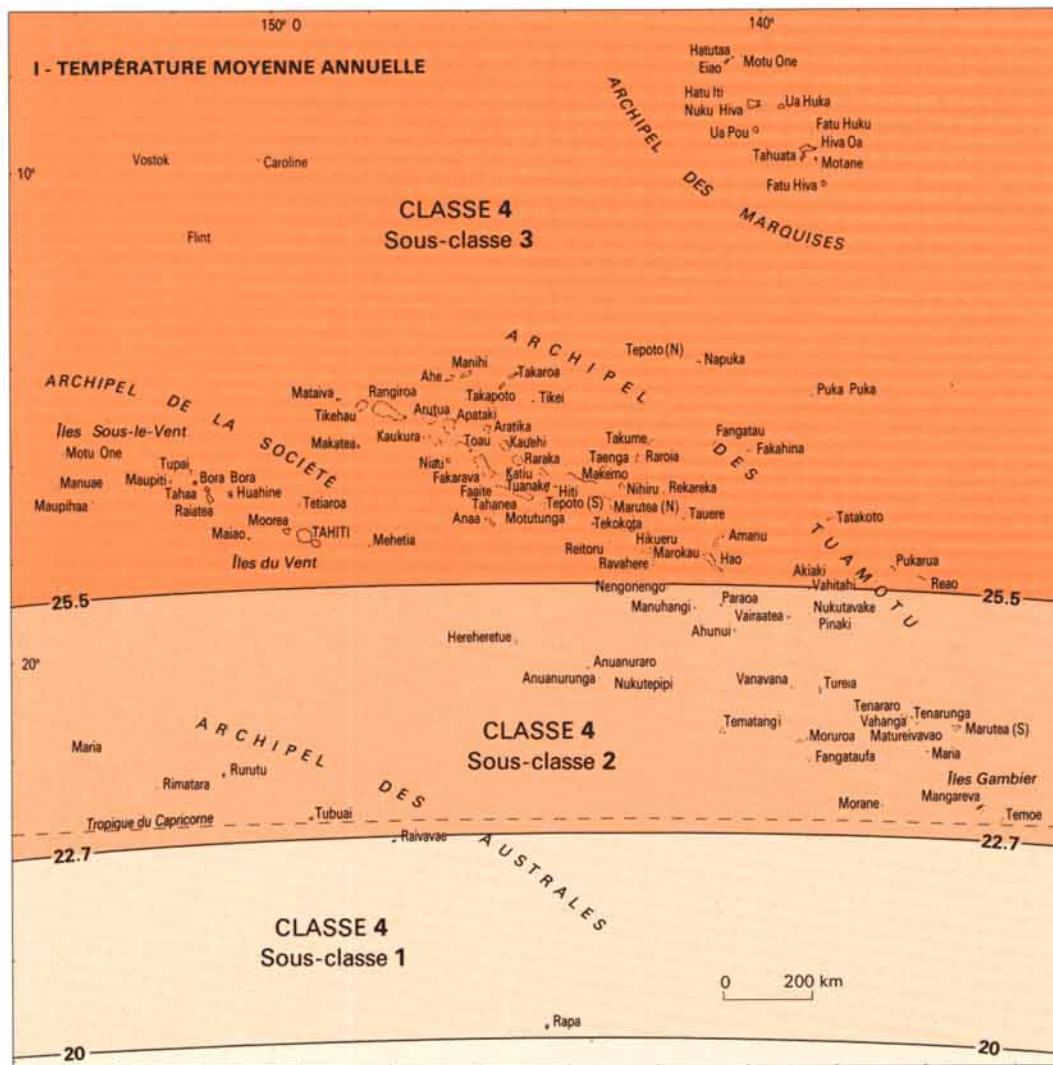 150° O
140°
I - TEMPÉRATURE MOYENNE ANNUELLE
Hatutaa
Eiao
Motu One
Hatu Iti
Nuku Hiva
Ua Huka
Ua Pou
Fatu Huku
Hiva Oa
Tahuata
Motane
Fatu Hiva
ARCHIPEL DES MARQUISES
Vostok
Caroline
10°
Flint
CLASSE 4
Sous-classe 3
ARCHIPEL DES TUAMOTU
Tepoto (N)
Napuka
Puka Puka
Manihi
Ahe
Takaroa
Takapoto
Tikei
Mataiva
Rangiroa
Tikehau
Arutua
Apataki
Aratika
Kaukura
Toau
Kauehi
Makatea
Niau
Raraka
Fakarava
Katiu
Taenga
Takume
Raroia
Fangatau
Fakahina
Makemo
Faaite
Tuanake
Hiti
Nihiru
Rekareka
Tahanea
Tepoto (S)
Marutea (N)
Anaa
Motutunga
Tekokota
Tauere
Tatakoto
Hikueru
Amanu
Reitoru
Marokau
Hao
Ravahere
Akiaki
Pukarua
Reao
Nengonengo
Vahitahi
ARCHIPEL DE LA SOCIÉTÉ
Îles Sous-le-Vent
Motu One
Tupai
Manuae
Maupiti
Bora Bora
Tahaa
Huahine
Maupihaa
Raiatea
Tetiaroa
Moorea
Maiao
TAHITI
Mehetia
Îles du Vent
25.5
25.5
Manuhangi
Paraoa
Vairaatea
Nukutavake
Pinaki
Ahunui
Hereheretue
20°
Anuanuraro
Anuanurunga
Nukutepipi
Vanavana
Tureia
Tenararo
Vahanga
Tenarunga
Tematangi
Moruroa
Matureivavao
Marutea (S)
Fangataufa
Maria
Îles Gambier
Morane
Mangareva
Temoe
CLASSE 4
Sous-classe 2
ARCHIPEL DES AUSTRALES
Maria
Rurutu
Rimatara
Tropique du Capricorne
Tubuai
Raivavae
22.7
22.7
CLASSE 4
Sous-classe 1
0 200 km
Rapa
20
20